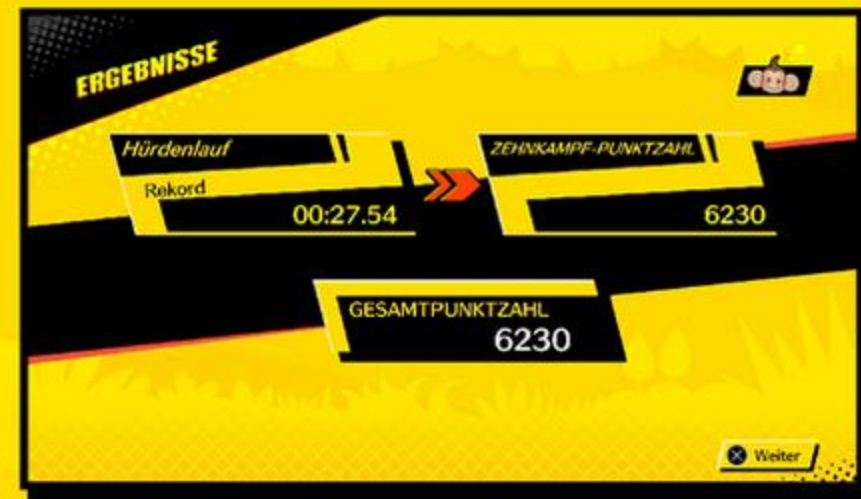 ERGEBNISSE
Hürdenlauf
Rekord
00:27.54
ZEHNKAMPF-PUNKTZAHL
6230
GESAMTPUNKTZAHL
6230
Weiter